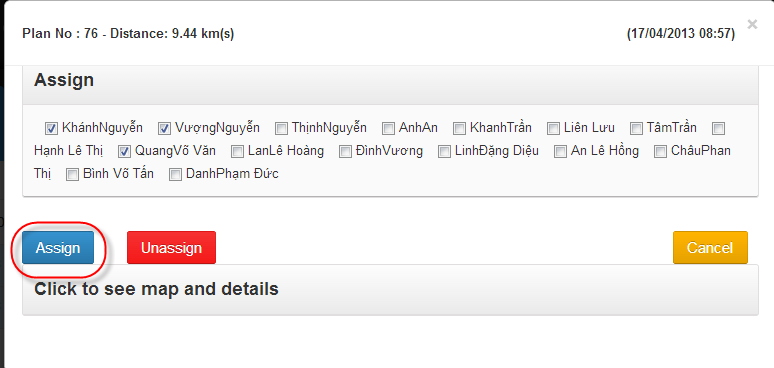 Plan No : 76 - Distance: 9.44 km(s) (17/04/2013 08:57) ×
Assign
KhánhNguyễn VượngNguyễn ThịnhNguyễn AnhAn KhanhTrần Liên Lưu TâmTrần
Hạnh Lê Thị QuangVõ Văn LanLê Hoàng ĐìnhVương LinhĐặng Diệu An Lê Hồng ChâuPhan
Thị Bình Võ Tấn DanhPhạm Đức
Assign Unassign Cancel
Click to see map and details